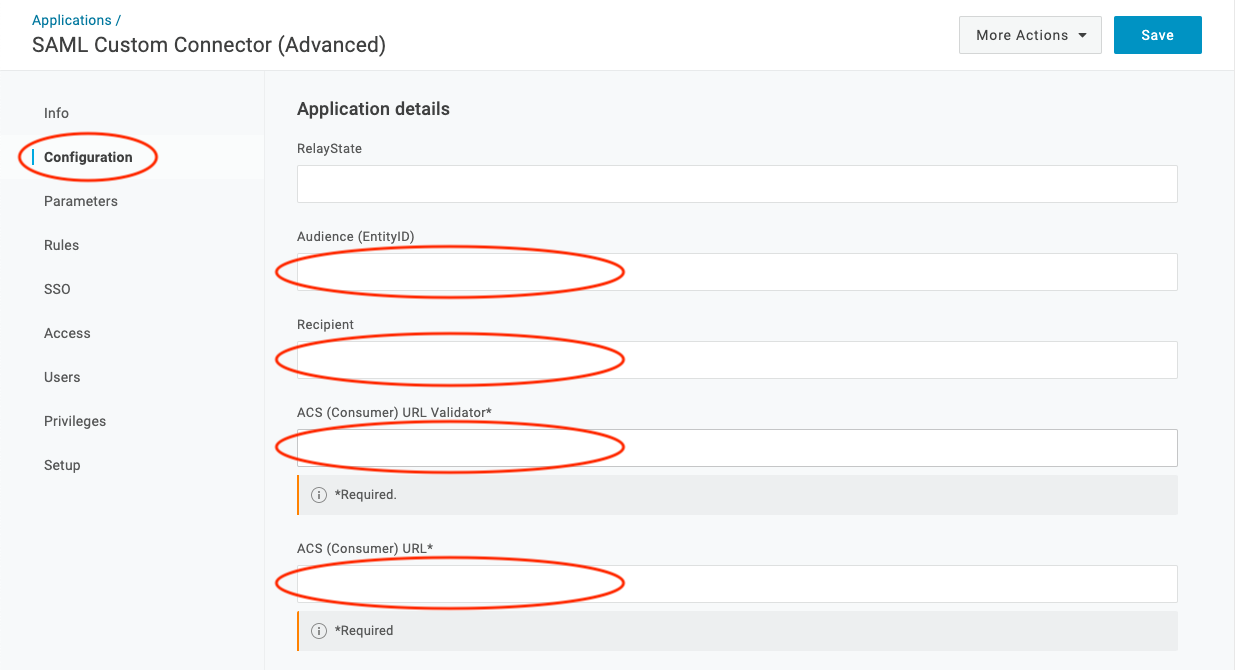 Applications /
SAML Custom Connector (Advanced)
More Actions
Save
Info
Configuration
Parameters
Rules
SSO
Access
Users
Privileges
Setup
Application details
RelayState
Audience (EntityID)
Recipient
ACS (Consumer) URL Validator*
*Required.
ACS (Consumer) URL*
*Required